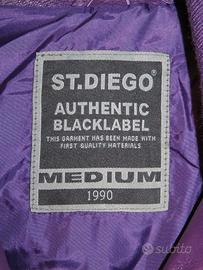 ST.DIEGO®
AUTHENTIC
BLACKLABEL
THIS GARMENT HAS BEEN MADE WITH
FIRST QUALITY MATERIALS
MEDIUM
1990
subito